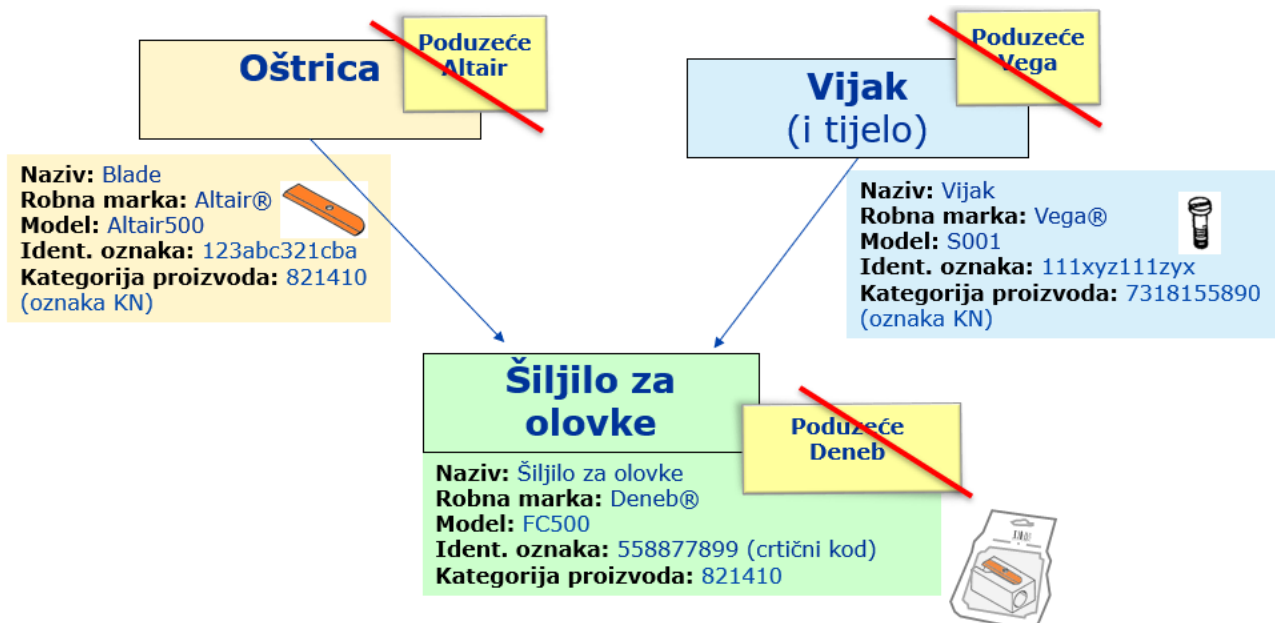 Oštrica
Poduzeće
Altair
Naziv: Blade
Robna marka: Altair®
Model: Altair500
Ident. oznaka: 123abc321cba
Kategorija proizvoda: 821410
(oznaka KN)
Vijak
(i tijelo)
Poduzeće
Vega
Naziv: Vijak
Robna marka: Vega®
Model: S001
Ident. oznaka: 111xyz111zyx
Kategorija proizvoda: 7318155890
(oznaka KN)
Šiljilo za
olovke
Poduzeće
Deneb
Naziv: Šiljilo za olovke
Robna marka: Deneb®
Model: FC500
Ident. oznaka: 558877899 (crtični kod)
Kategorija proizvoda: 821410